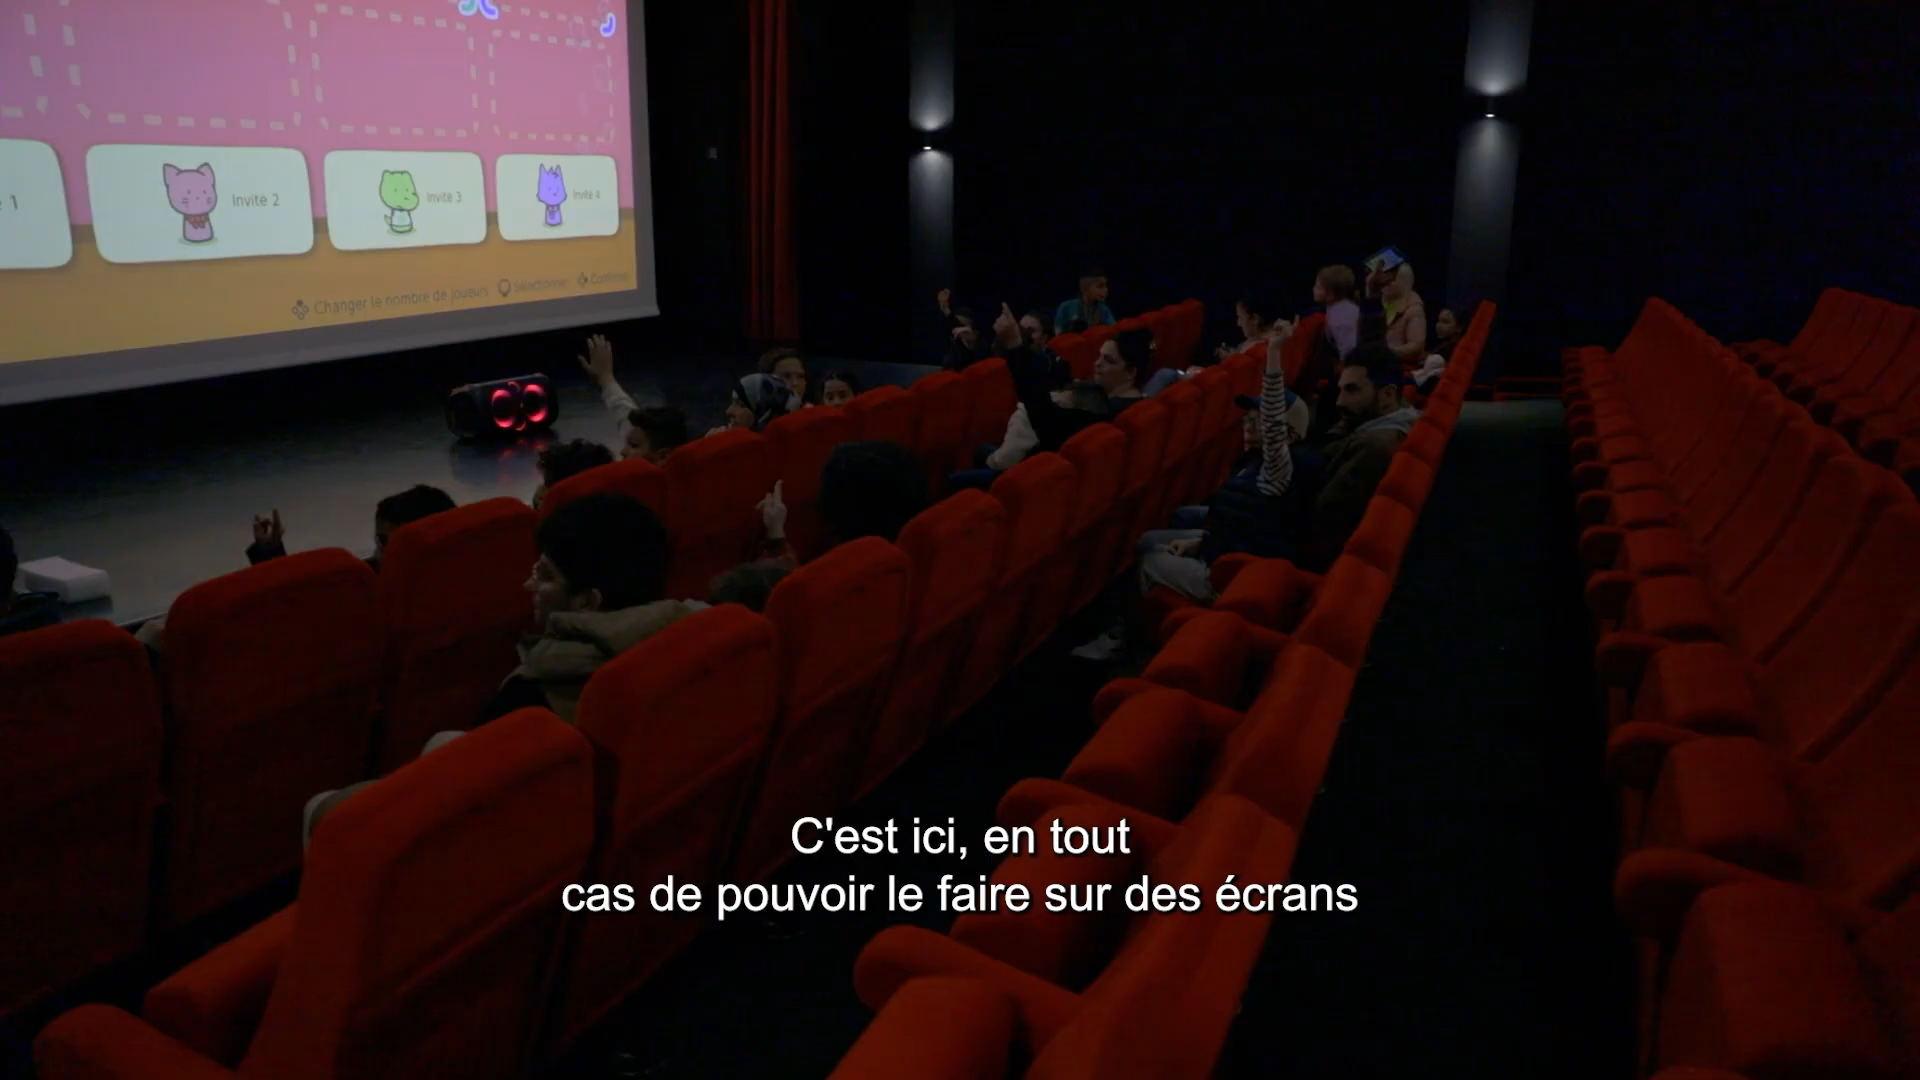 1
Invité 2
Invité 3
Invité 4
Changer le nombre de joueurs Sélectionner
C'est ici, en tout
cas de pouvoir le faire sur des écrans